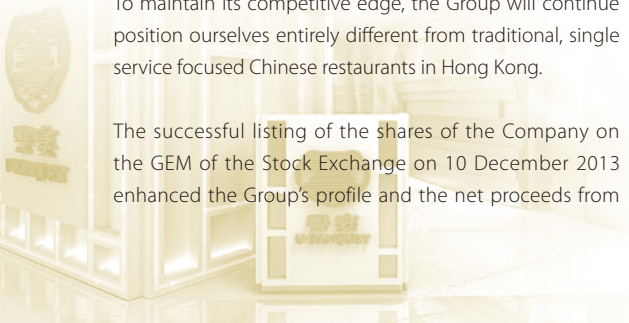 To maintain its competitive edge, the Group will continue
position ourselves entirely different from traditional, single
service focused Chinese restaurants in Hong Kong.
The successful listing of the shares of the Company on
the GEM of the Stock Exchange on 10 December 2013
enhanced the Group’s profile and the net proceeds from
U-BANQUET